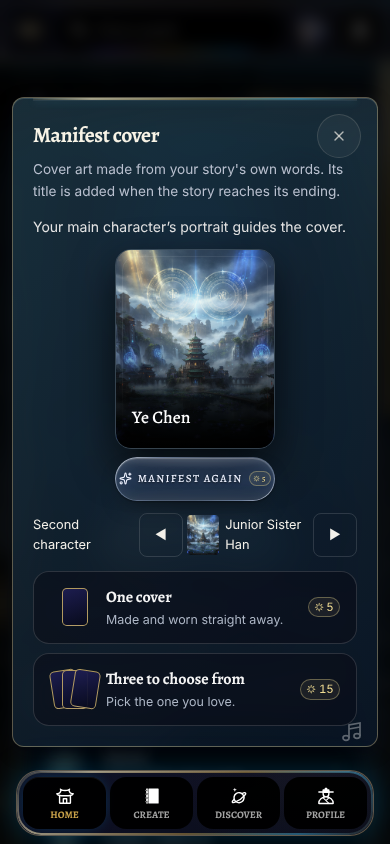 Manifest cover
Cover art made from your story's own words. Its
title is added when the story reaches its ending.
Your main character’s portrait guides the cover.
Ye Chen
MANIFEST AGAIN 5
Second
character
Junior Sister
Han
One cover
Made and worn straight away.
5
Three to choose from
Pick the one you love.
15
HOME
CREATE
DISCOVER
PROFILE